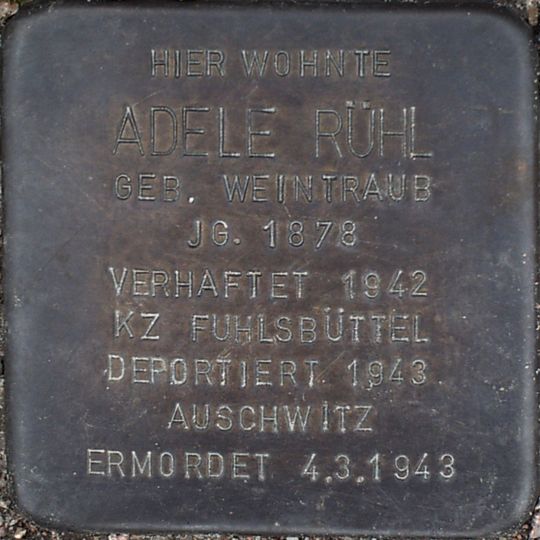 HIER WOHNTE
ADELE RÜHL
GEB. WEINTRAUB
JG. 1878
VERHAFTET 1942
KZ FUHLSBÜTTEL
DEPORTIERT 1943
AUSCHWITZ
ERMORDET 4.3.1943